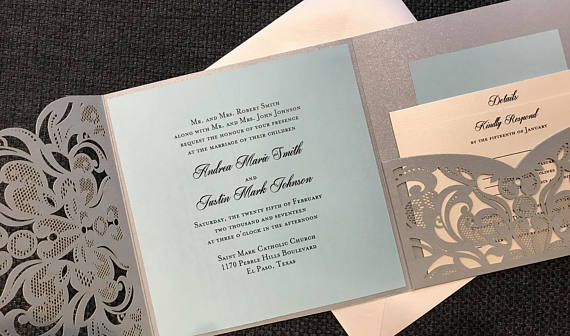 Mr. and Mrs. Robert Smith
along with Mr. and Mrs. John Johnson
request the honour of your presence
at the marriage of their children
Andrea Marie Smith
and
Justin Mark Johnson
Saturday, the twenty fifth of February
two thousand and seventeen
at three o'clock in the afternoon
Saint Mark Catholic Church
1170 Pebble Hills Boulevard
El Paso, Texas
Details
Kindly Respond
by the fifteenth of January